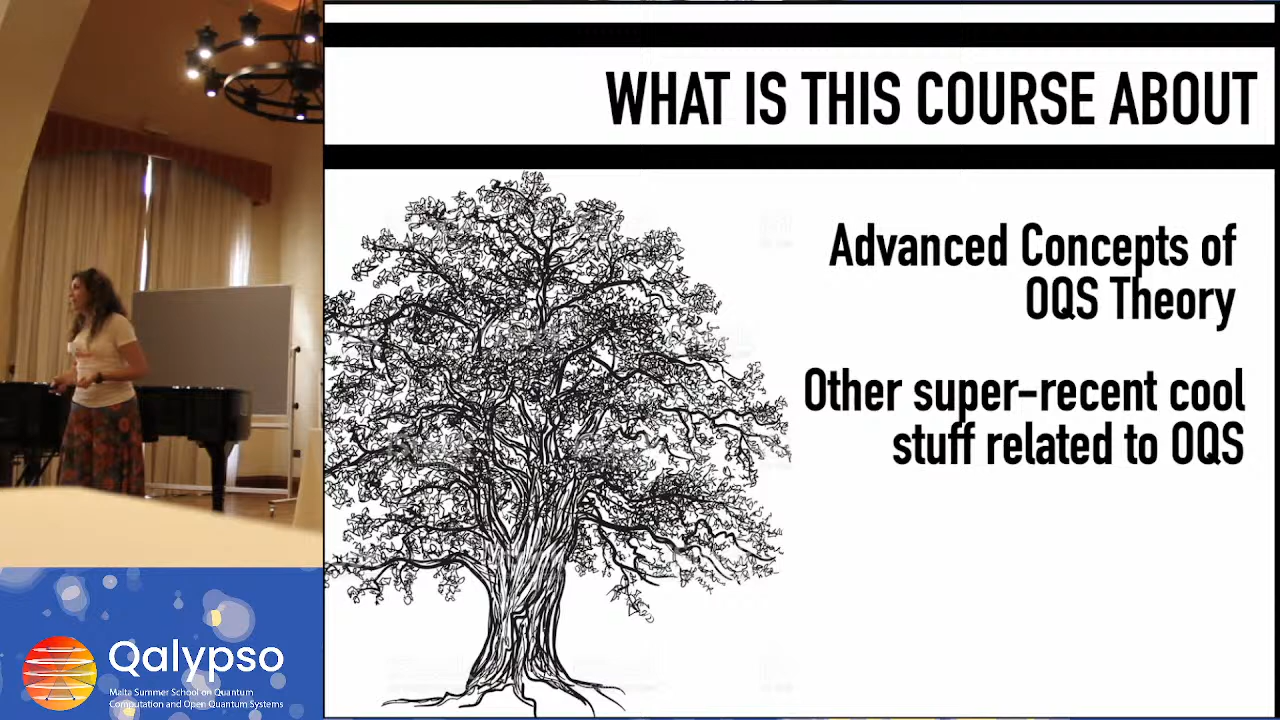 WHAT IS THIS COURSE ABOUT
Advanced Concepts of
OQS Theory
Other super-recent cool
stuff related to OQS
Qalypso
Malta Summer School on Quantum
Computation and Open Quantum Systems